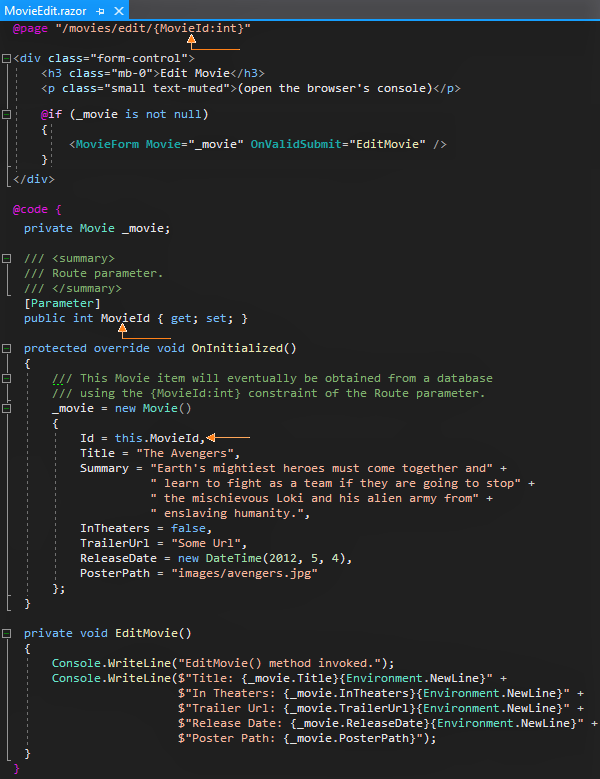 MovieEdit.razor
@page "/movies/edit/{MovieId:int}"
<div class="form-control">
<h3 class="mb-0">Edit Movie</h3>
<p class="small text-muted">(open the browser's console)</p>
@if (_movie is not null)
{
<MovieForm Movie="_movie" OnValidSubmit="EditMovie" />
}
</div>
@code {
private Movie _movie;
/// <summary>
/// Route parameter.
/// </summary>
[Parameter]
public int MovieId { get; set; }
protected override void OnInitialized()
{
/// This Movie item will eventually be obtained from a database
/// using the {MovieId:int} constraint of the Route parameter.
_movie = new Movie()
{
Id = this.MovieId,
Title = "The Avengers",
Summary = "Earth's mightiest heroes must come together and" +
" learn to fight as a team if they are going to stop" +
" the mischievous Loki and his alien army from" +
" enslaving humanity.",
InTheaters = false,
TrailerUrl = "Some Url",
ReleaseDate = new DateTime(2012, 5, 4),
PosterPath = "images/avengers.jpg"
};
}
private void EditMovie()
{
Console.WriteLine("EditMovie() method invoked.");
Console.WriteLine($"Title: {_movie.Title}{Environment.NewLine}" +
$"In Theaters: {_movie.InTheaters}{Environment.NewLine}" +
$"Trailer Url: {_movie.TrailerUrl}{Environment.NewLine}" +
$"Release Date: {_movie.ReleaseDate}{Environment.NewLine}" +
$"Poster Path: {_movie.PosterPath}");
}
}